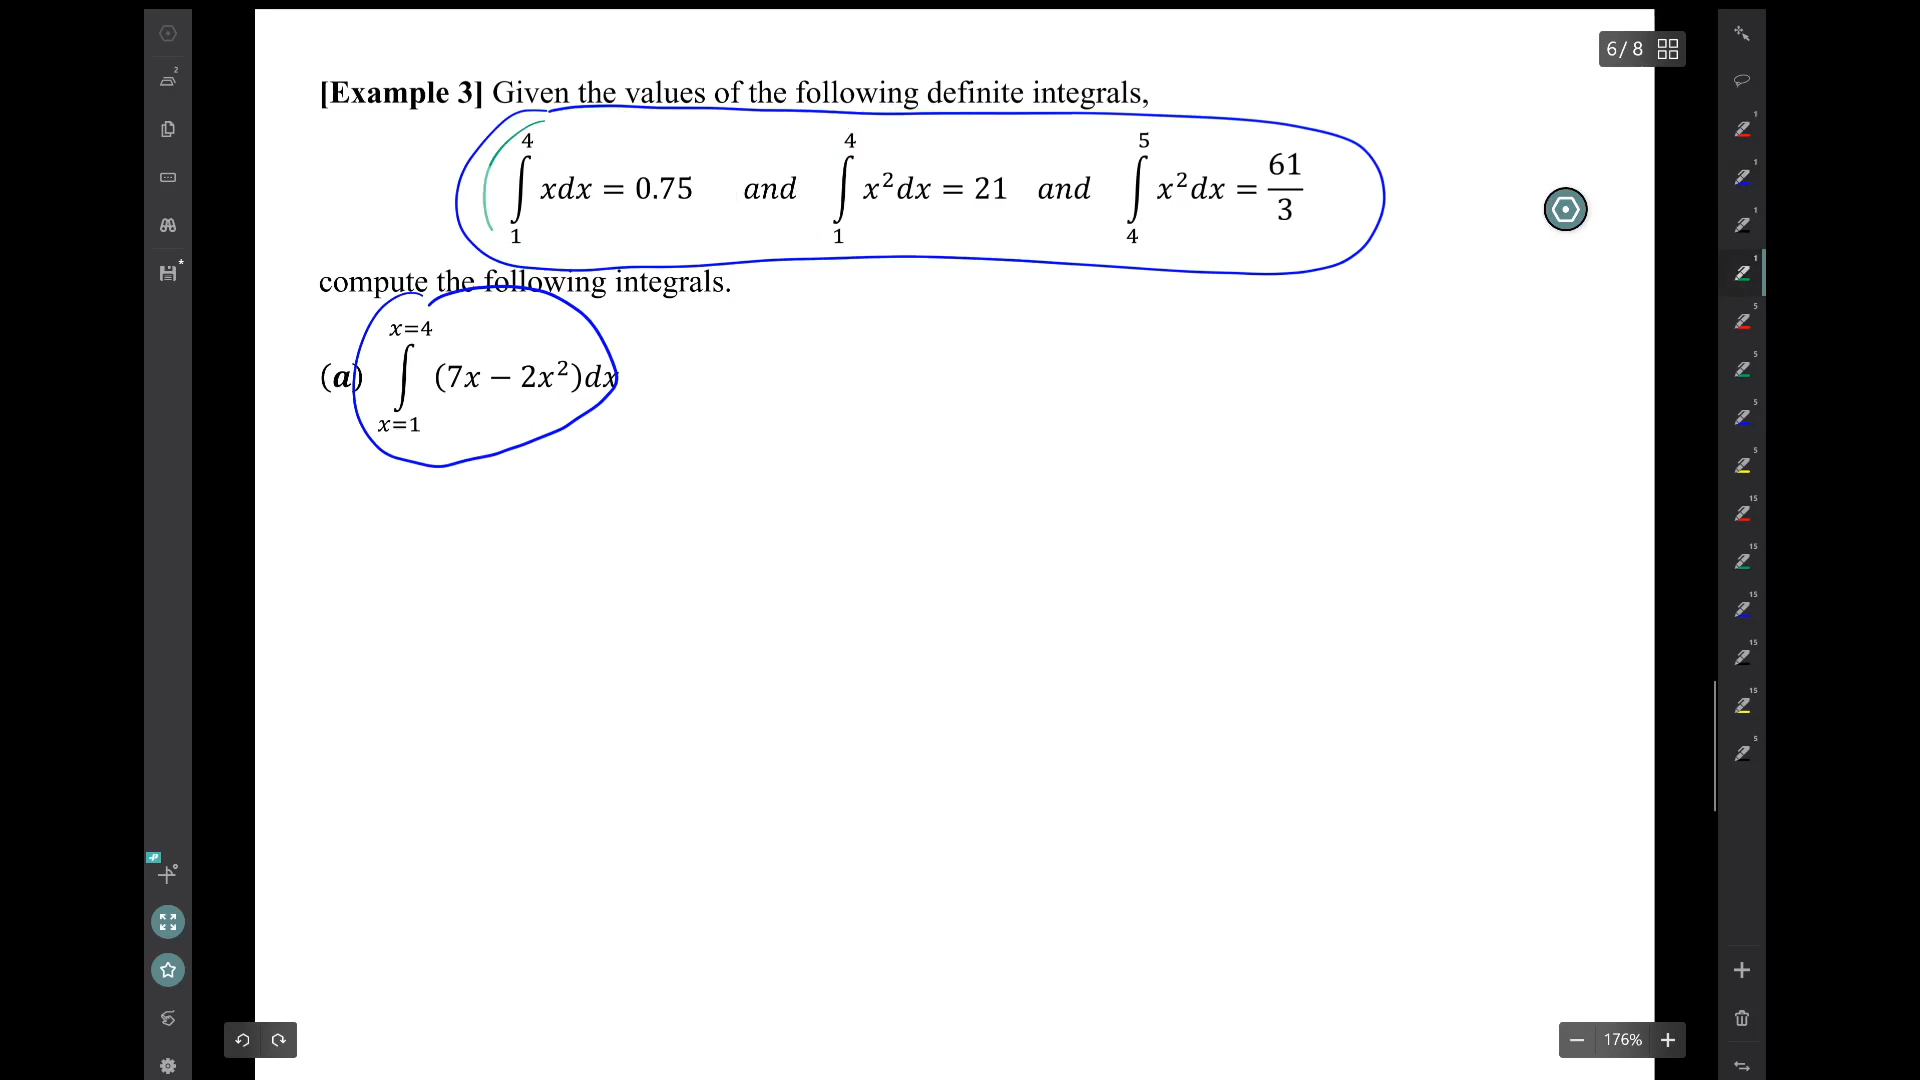 6/8
[Example 3] Given the values of the following definite integrals,
∫₁⁴ xdx = 0.75 and ∫₁⁴ x²dx = 21 and ∫₄⁵ x²dx = 61/3
compute the following integrals.
(a) ∫ₓ₌₁ˣ⁼⁴ (7x − 2x²)dx
176%